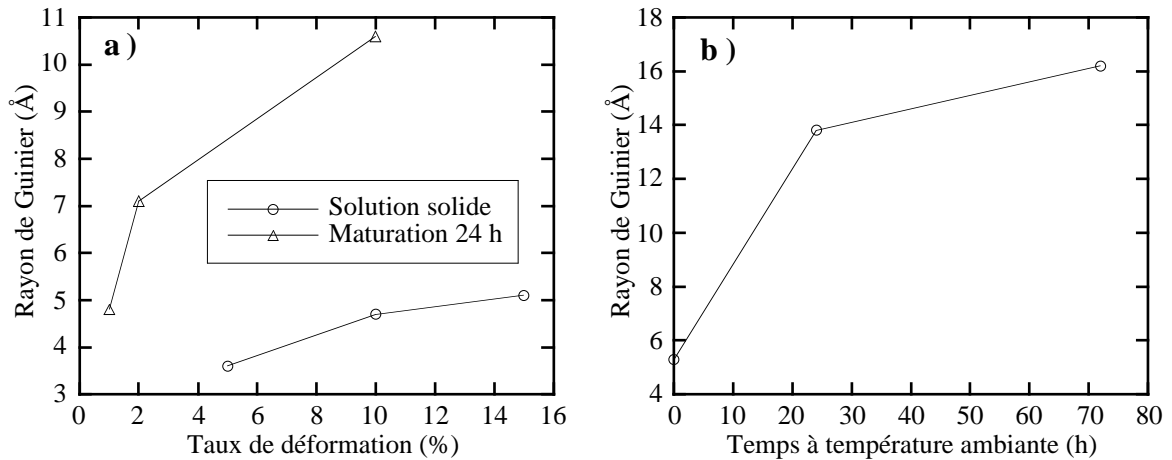 a )
11
10
9
8
7
6
5
4
3
Rayon de Guinier (Å)
Solution solide
Maturation 24 h
0 2 4 6 8 10 12 14 16
Taux de déformation (%)
b )
18
16
14
12
10
8
6
4
Rayon de Guinier (Å)
0 10 20 30 40 50 60 70 80
Temps à température ambiante (h)